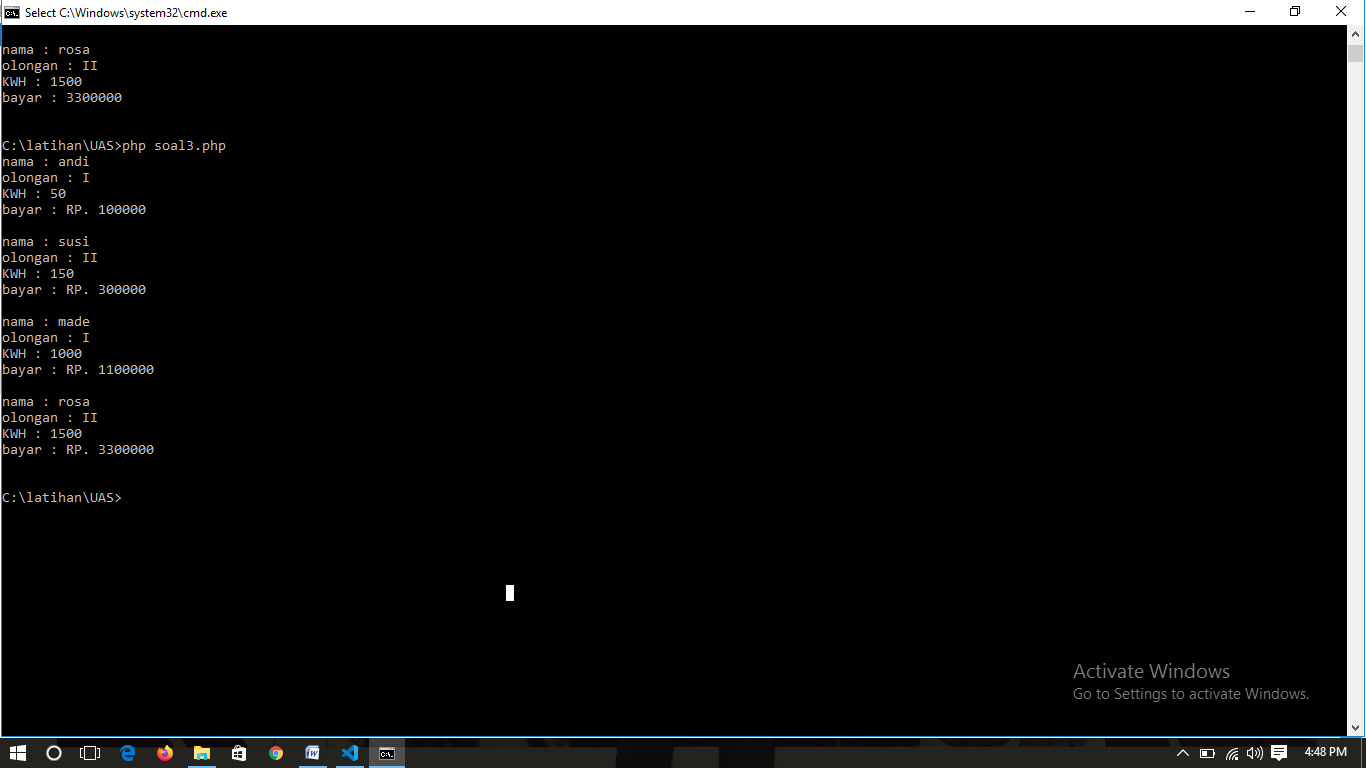 Select C:\Windows\system32\cmd.exe
nama : rosa
olongan : II
KWH : 1500
bayar : 3300000
C:\latihan\UAS>php soal3.php
nama : andi
olongan : I
KWH : 50
bayar : RP. 100000
nama : susi
olongan : II
KWH : 150
bayar : RP. 300000
nama : made
olongan : I
KWH : 1000
bayar : RP. 1100000
nama : rosa
olongan : II
KWH : 1500
bayar : RP. 3300000
C:\latihan\UAS>
Activate Windows
Go to Settings to activate Windows.
4:48 PM